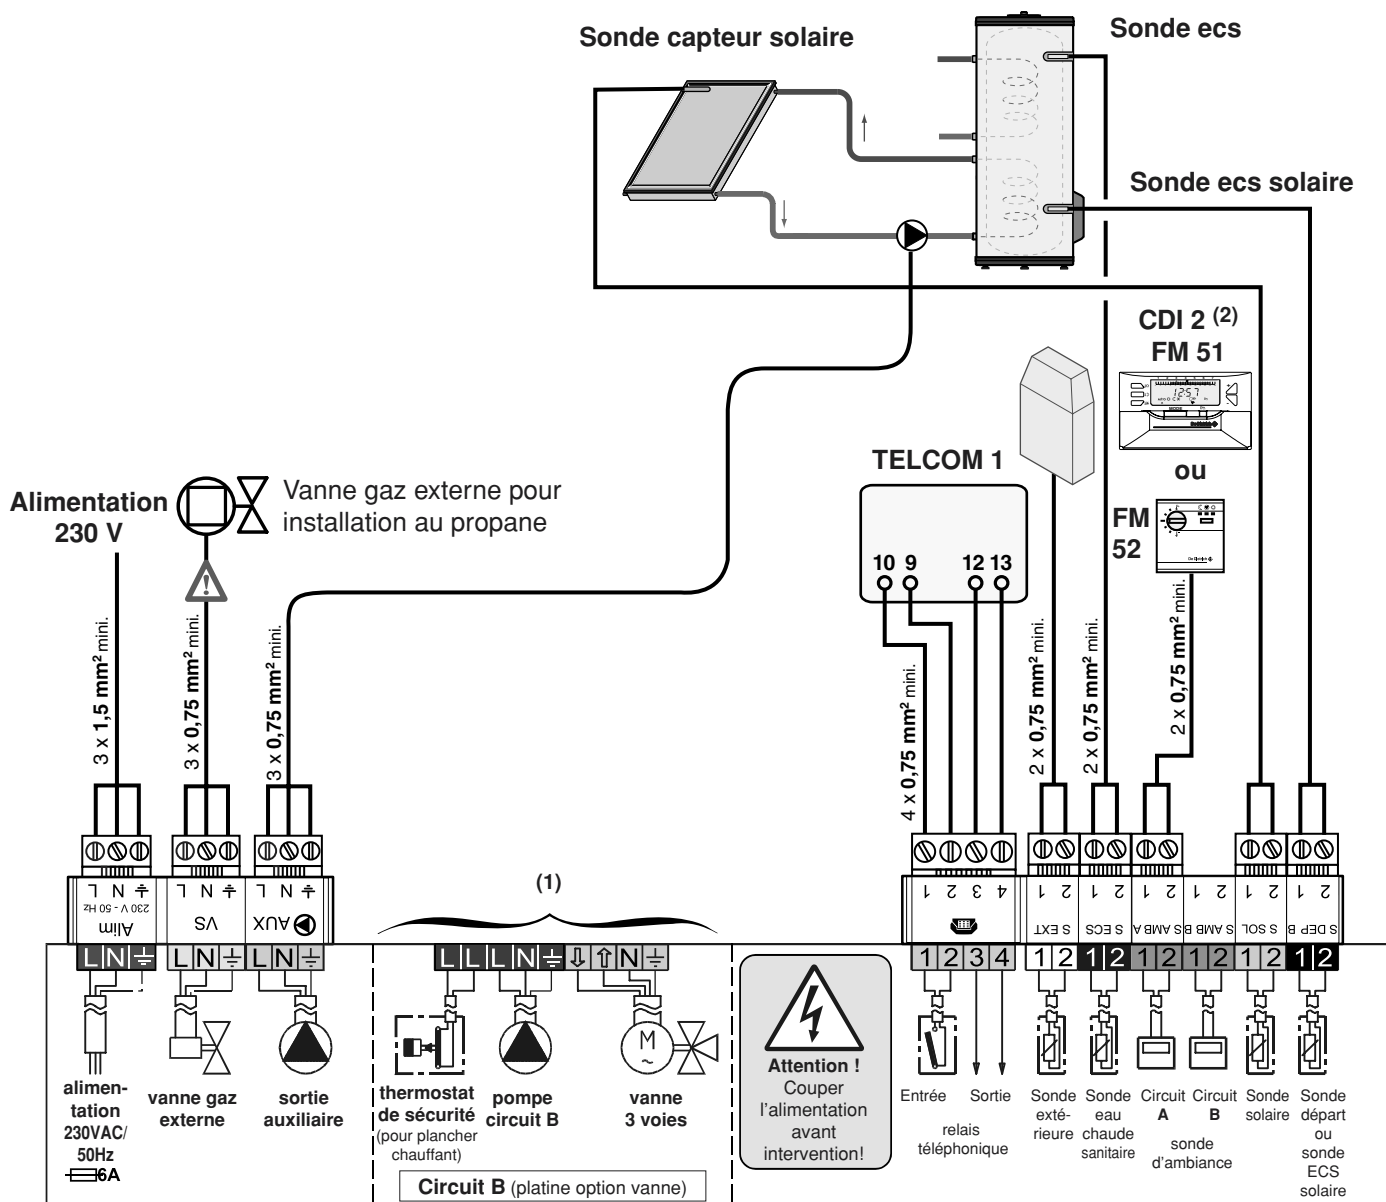 Sonde capteur solaire
Sonde ecs
Sonde ecs solaire
CDI 2 (2)
FM 51
12:57
MODE
ou
FM
52
TELCOM 1
10 9 12 13
Alimentation
230 V
Vanne gaz externe pour
installation au propane
3 x 1,5 mm² mini.
3 x 0,75 mm² mini.
3 x 0,75 mm² mini.
4 x 0,75 mm² mini.
2 x 0,75 mm² mini.
2 x 0,75 mm² mini.
2 x 0,75 mm² mini.
L N
230 V - 50 Hz
Alim
L N
VS
L N
AUX
(1)
1 2 3 4
1 2
S EXT
1 2
S ECS
1 2
S AMB A
1 2
S AMB B
1 2
S SOL
1 2
S DEP B
L N
L N
L N
L L L N
N
1 2 3 4
1 2
1 2
1 2
1 2
1 2
1 2
M
~
alimen-
tation
230VAC/
50Hz
6A
vanne gaz
externe
sortie
auxiliaire
thermostat
de sécurité
(pour plancher
chauffant)
pompe
circuit B
vanne
3 voies
Circuit B (platine option vanne)
Attention !
Couper
l'alimentation
avant
intervention!
Entrée Sortie
relais
téléphonique
Sonde
exté-
rieure
Sonde
eau
chaude
sanitaire
Circuit
A
Circuit
B
sonde
d'ambiance
Sonde
solaire
Sonde
départ
ou
sonde
ECS
solaire